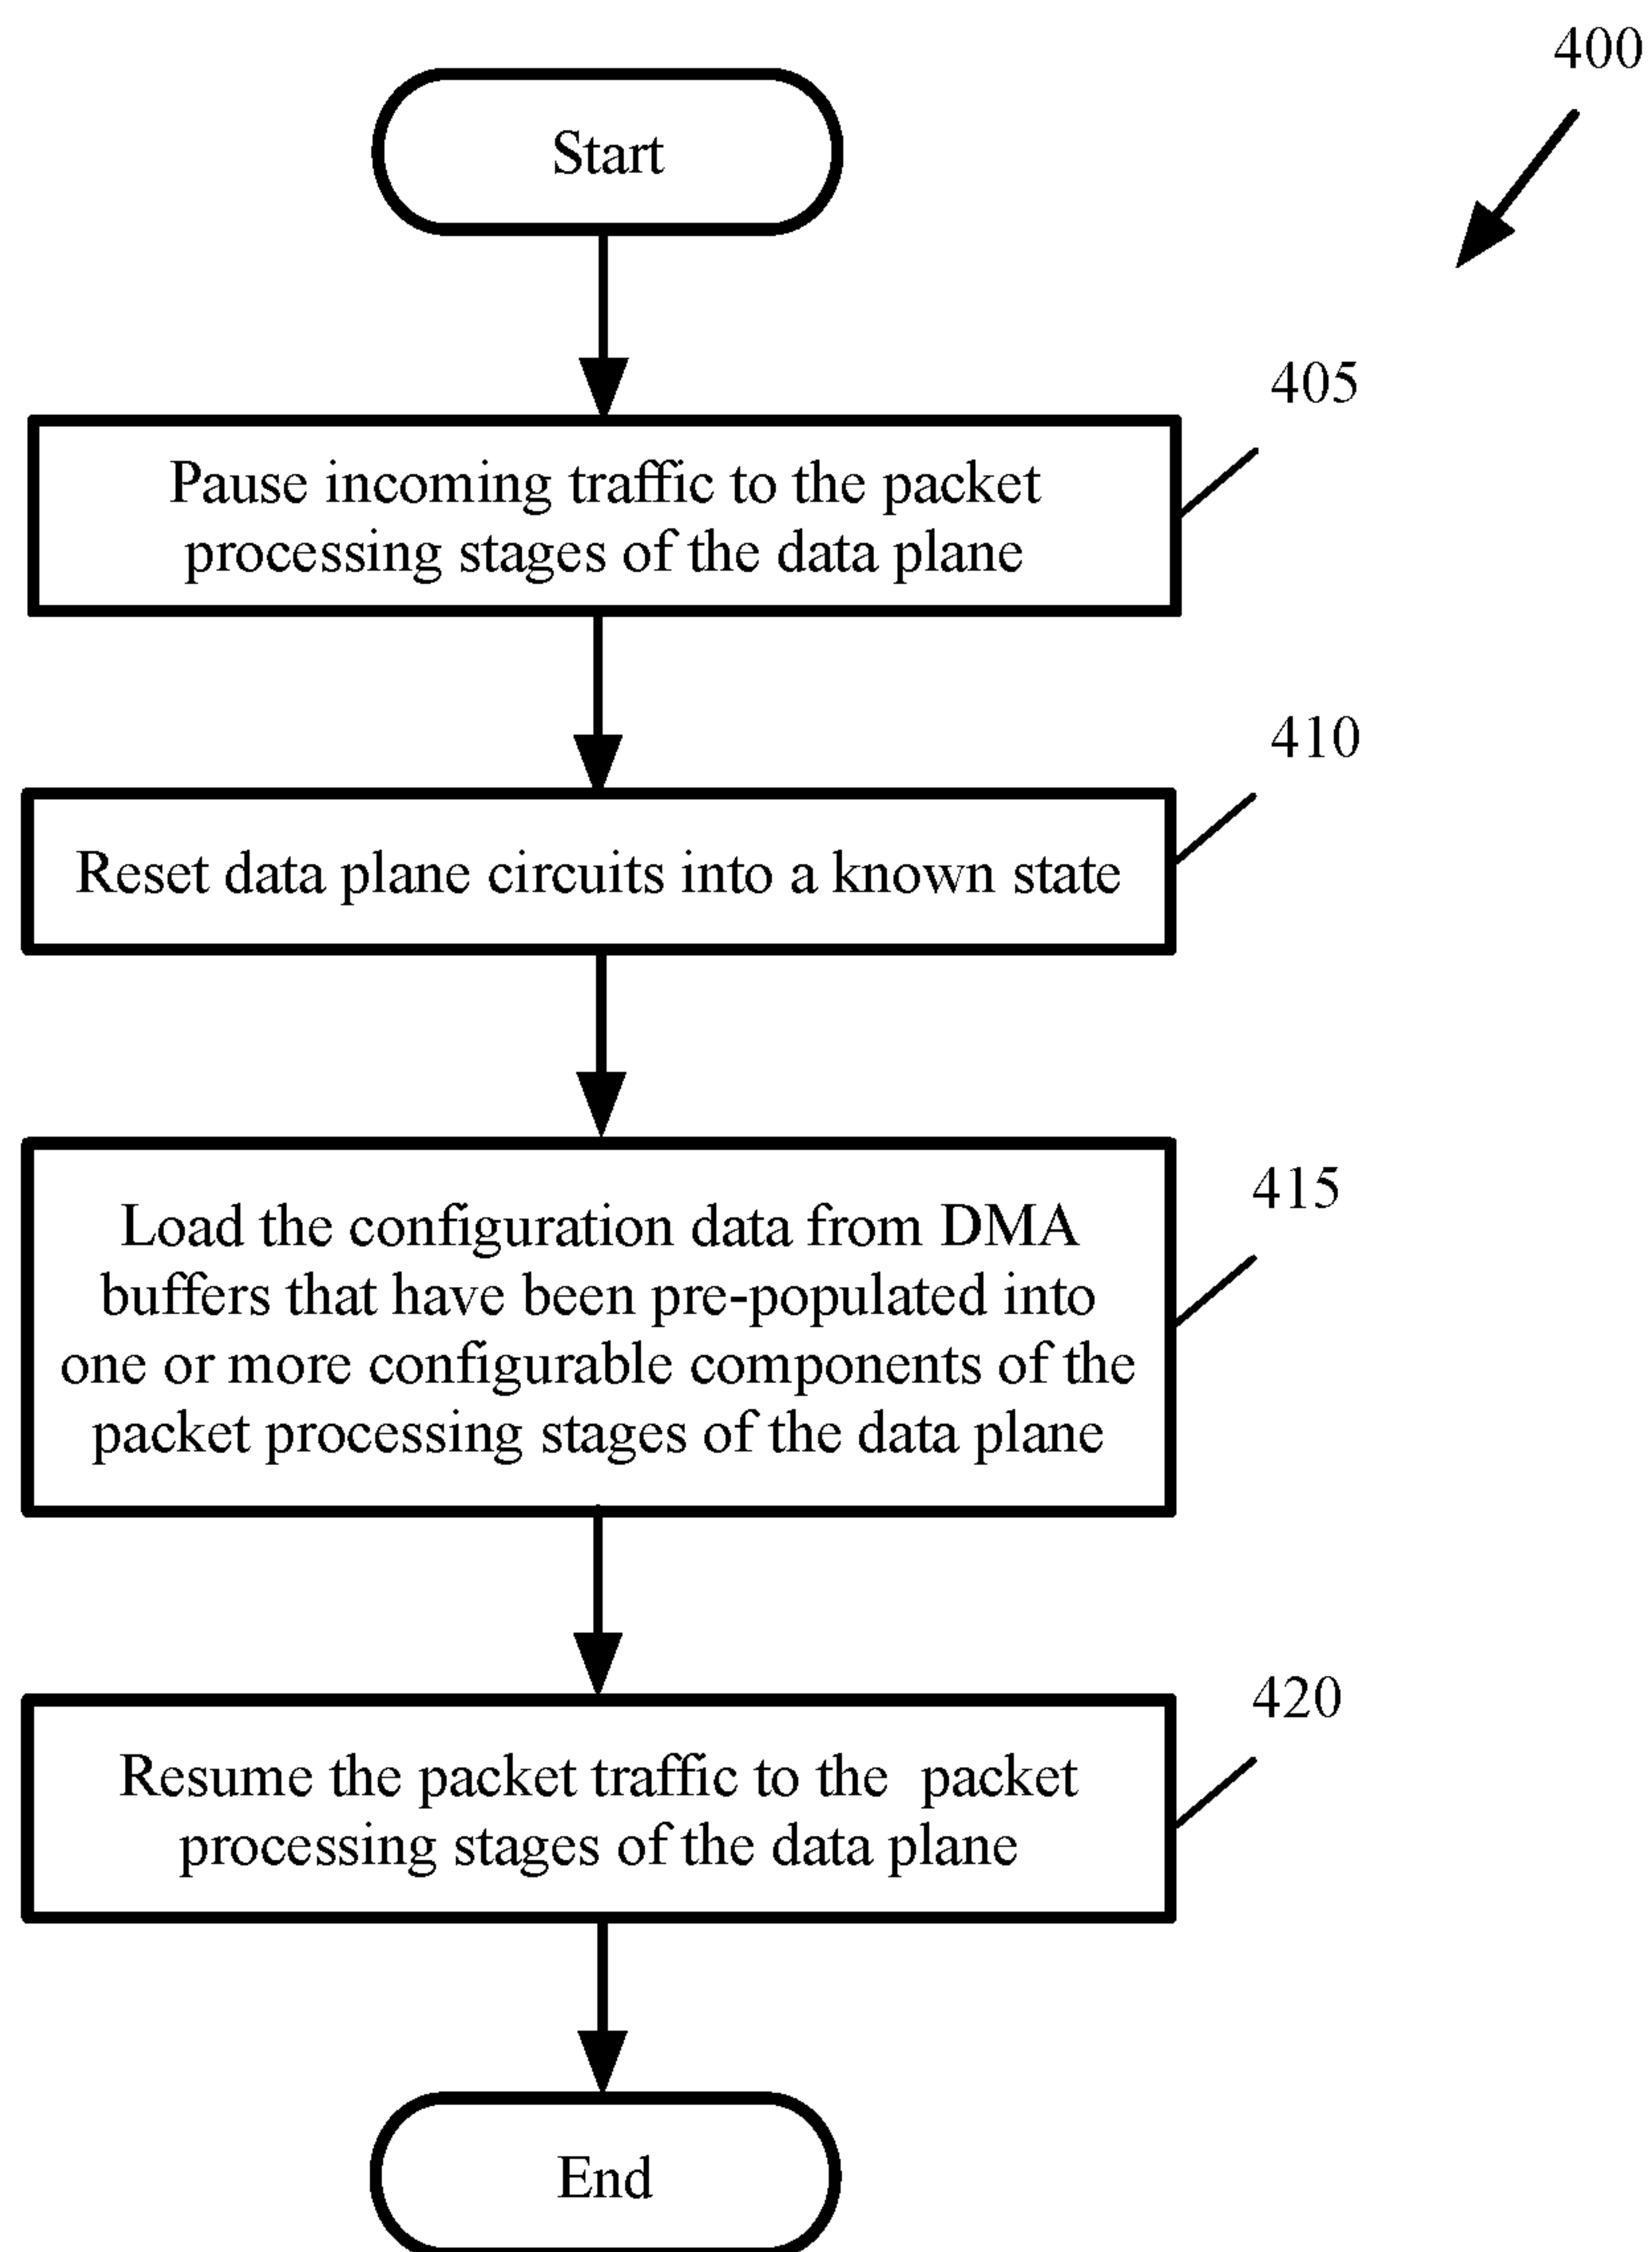 400
Start
405
Pause incoming traffic to the packet
processing stages of the data plane
410
Reset data plane circuits into a known state
415
Load the configuration data from DMA
buffers that have been pre-populated into
one or more configurable components of the
packet processing stages of the data plane
420
Resume the packet traffic to the packet
processing stages of the data plane
End